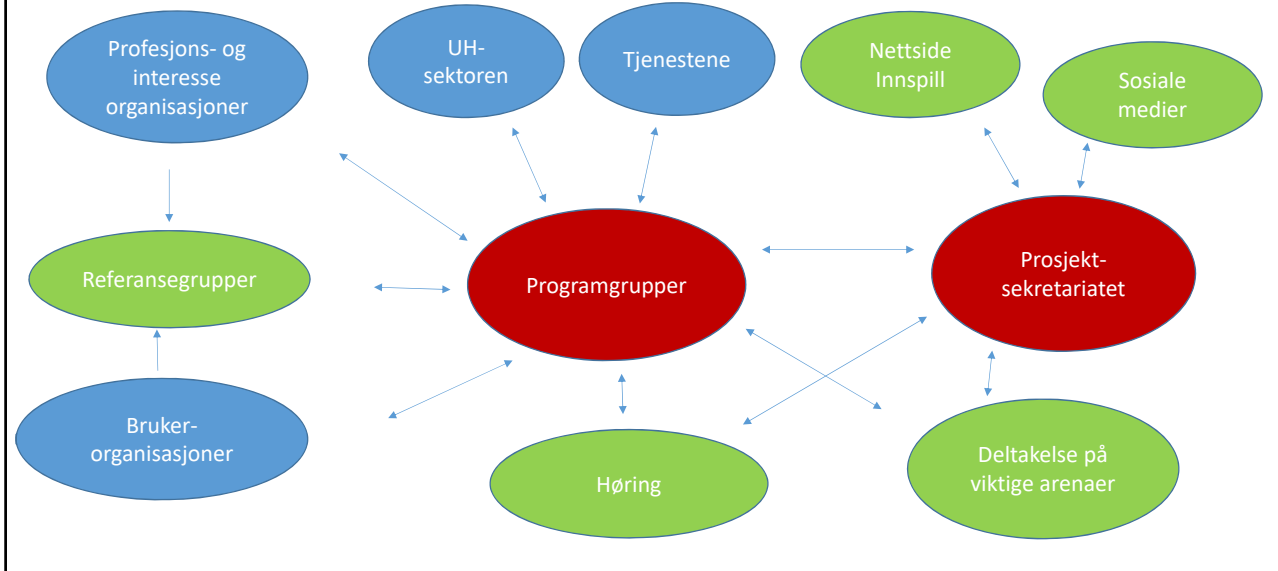 Profesjons- og
interesse
organisasjoner
UH-
sektoren
Tjenestene
Nettside
Innspill
Sosiale
medier
Referansegrupper
Programgrupper
Prosjekt-
sekretariatet
Bruker-
organisasjoner
Høring
Deltakelse på
viktige arenaer